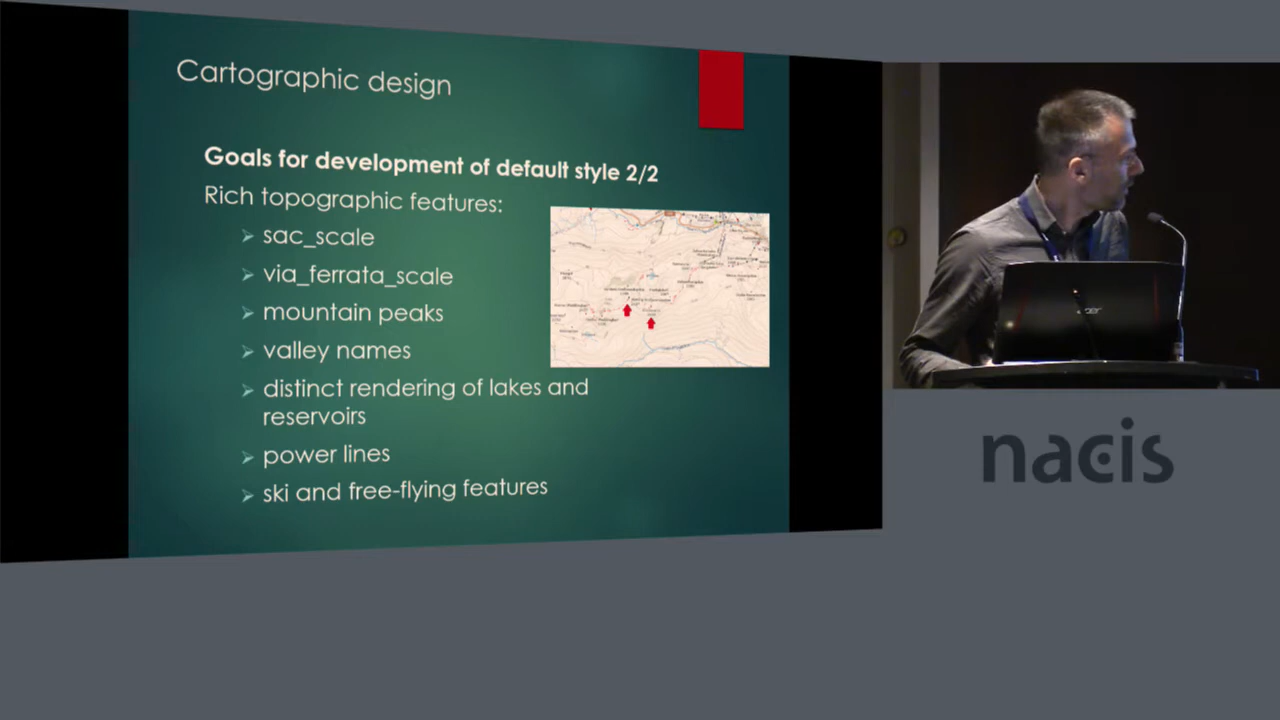 Cartographic design
Goals for development of default style 2/2
Rich topographic features:
sac_scale
via_ferrata_scale
mountain peaks
valley names
distinct rendering of lakes and
reservoirs
power lines
ski and free-flying features
acer
nacis